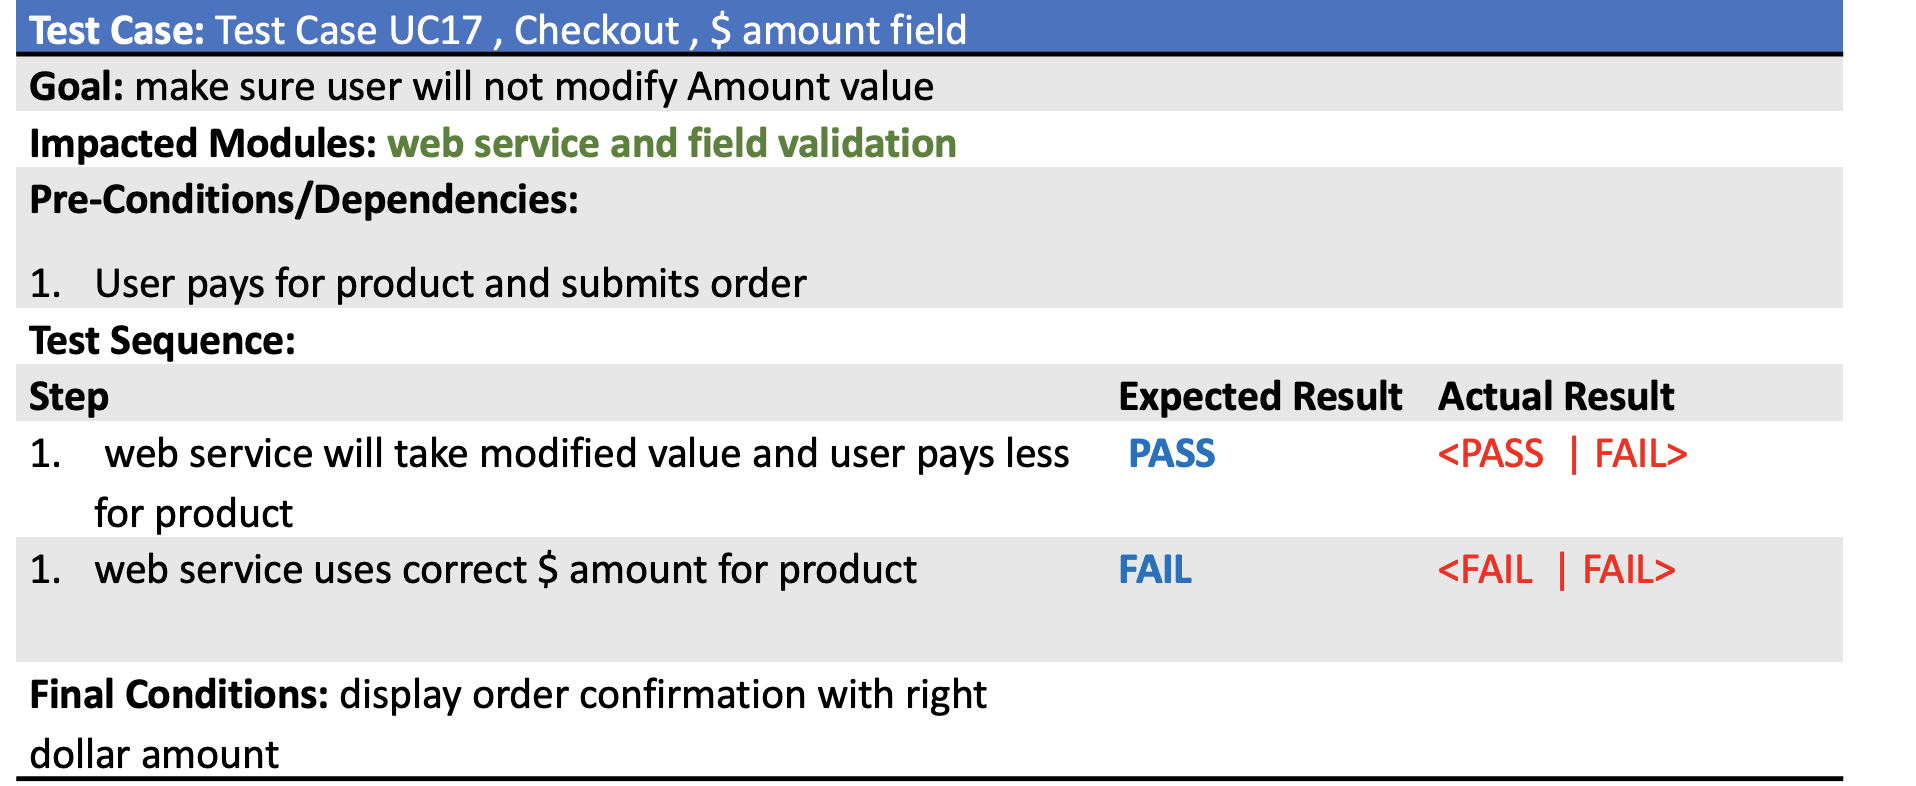 Test Case: Test Case UC17 , Checkout , $ amount field
Goal: make sure user will not modify Amount value
Impacted Modules: web service and field validation
Pre-Conditions/Dependencies:
1. User pays for product and submits order
Test Sequence:
Step Expected Result Actual Result
1. web service will take modified value and user pays less PASS <PASS | FAIL>
for product
1. web service uses correct $ amount for product FAIL <FAIL | FAIL>
Final Conditions: display order confirmation with right
dollar amount